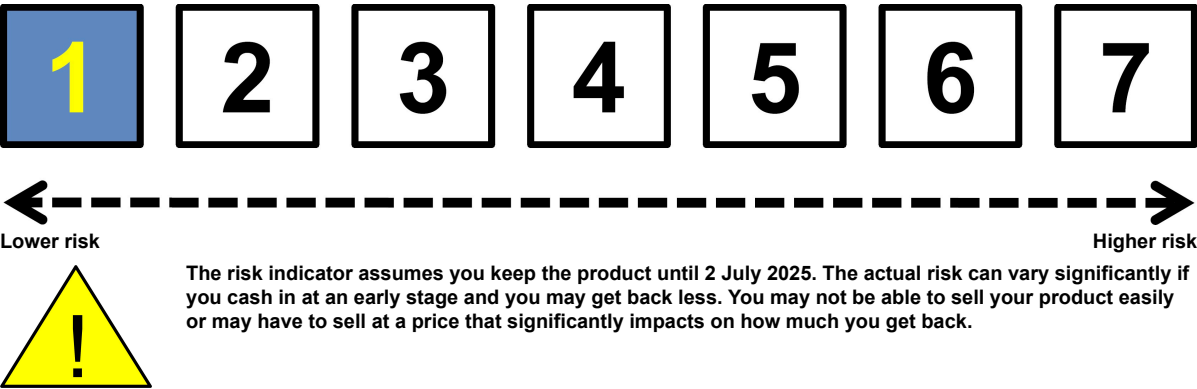 1 2 3 4 5 6 7
Lower risk Higher risk
The risk indicator assumes you keep the product until 2 July 2025. The actual risk can vary significantly if
you cash in at an early stage and you may get back less. You may not be able to sell your product easily
or may have to sell at a price that significantly impacts on how much you get back.
!